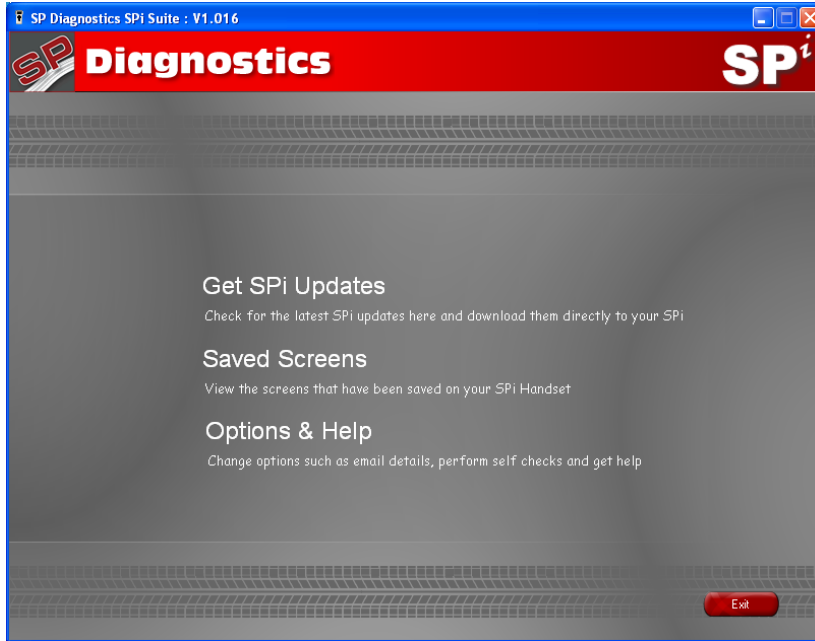 SP Diagnostics SPi Suite : V1.016
SP Diagnostics SPi
Get SPi Updates
Check for the latest SPi updates here and download them directly to your SPi
Saved Screens
View the screens that have been saved on your SPi Handset
Options & Help
Change options such as email details, perform self checks and get help
Exit